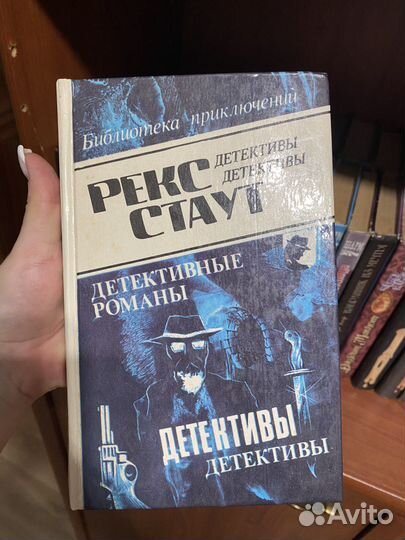 Библиотека приключений
РЕКС
СТАУТ
ДЕТЕКТИВЫ
ДЕТЕКТИВЫ
ДЕТЕКТИВНЫЕ
РОМАНЫ
ДЕТЕКТИВЫ
ДЕТЕКТИВЫ
Avito